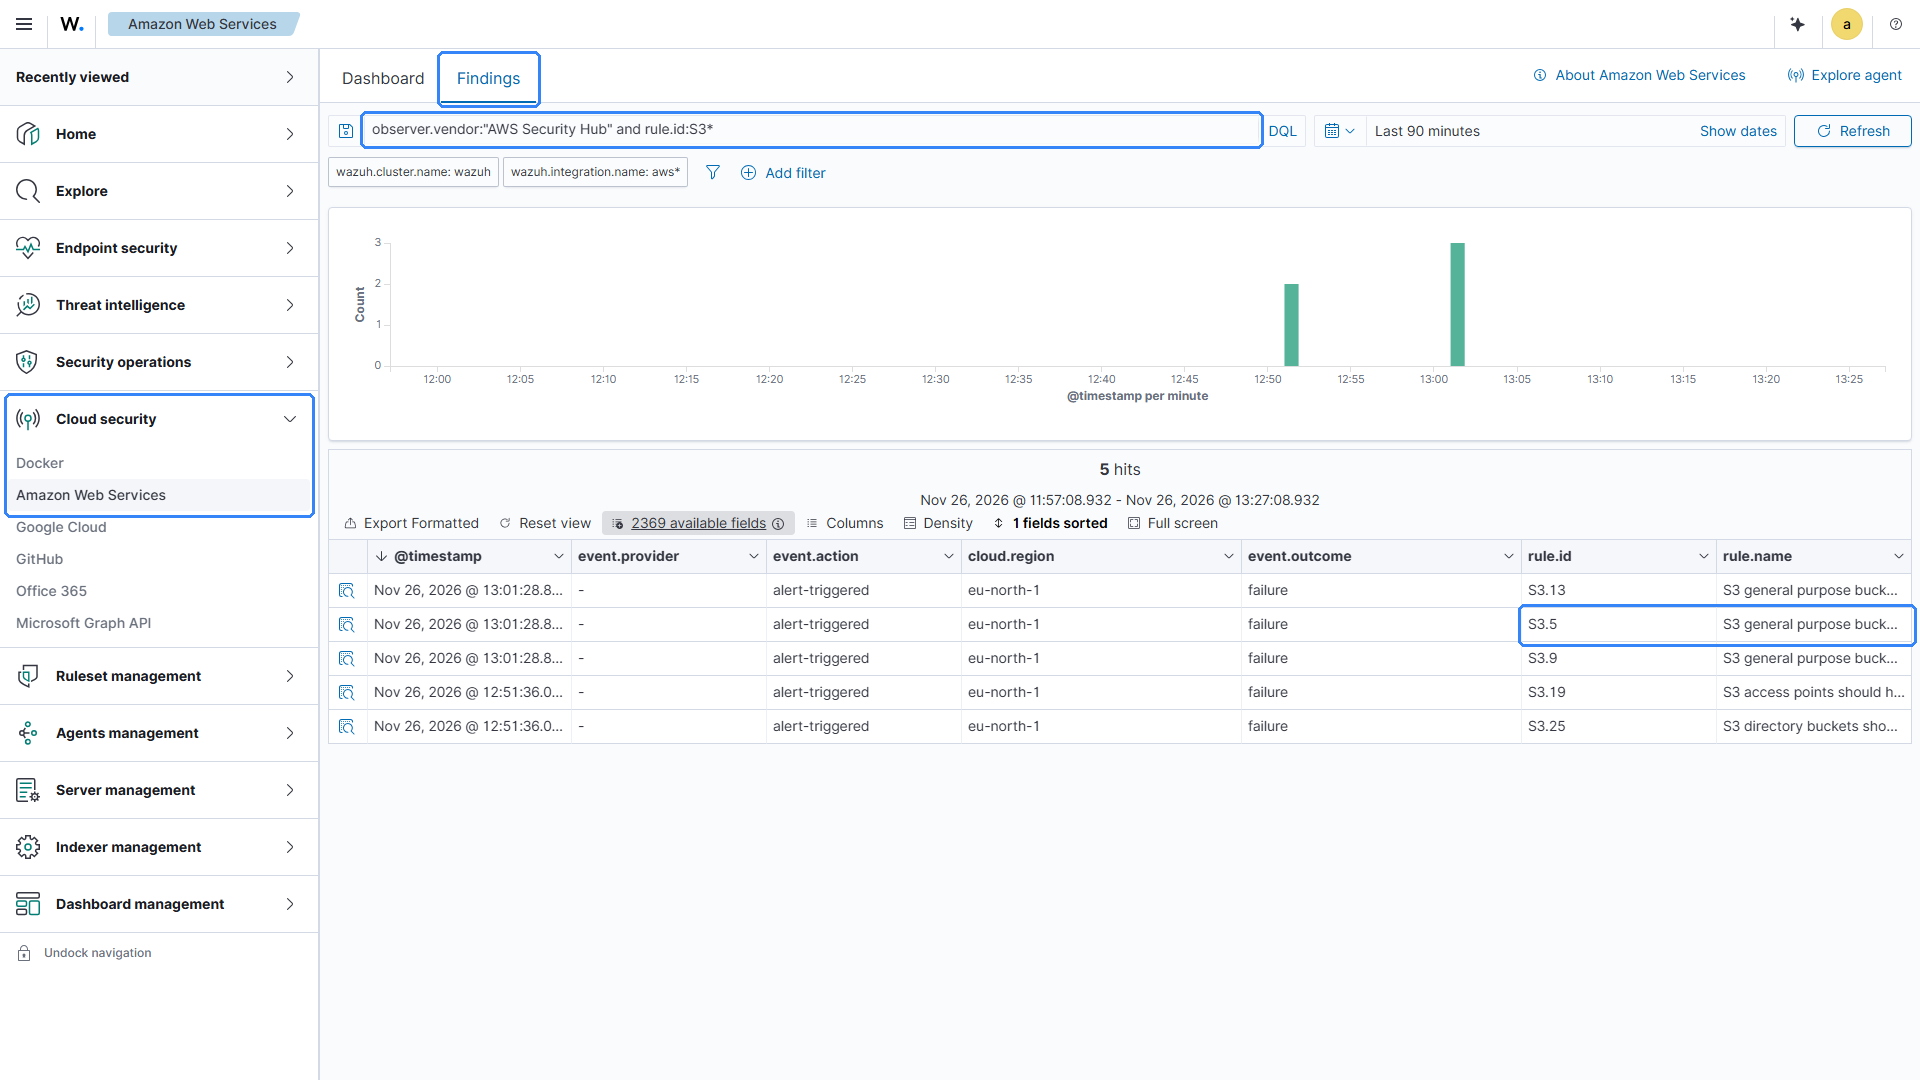 W. Amazon Web Services a
Recently viewed
Home
Explore
Endpoint security
Threat intelligence
Security operations
Cloud security
Docker
Amazon Web Services
Google Cloud
GitHub
Office 365
Microsoft Graph API
Ruleset management
Agents management
Server management
Indexer management
Dashboard management
Undock navigation
Dashboard Findings About Amazon Web Services Explore agent
observer.vendor:"AWS Security Hub" and rule.id:S3* DQL Last 90 minutes Show dates Refresh
wazuh.cluster.name: wazuh wazuh.integration.name: aws* Add filter
3
2
1
0
Count
12:00 12:05 12:10 12:15 12:20 12:25 12:30 12:35 12:40 12:45 12:50 12:55 13:00 13:05 13:10 13:15 13:20 13:25
@timestamp per minute
5 hits
Nov 26, 2026 @ 11:57:08.932 - Nov 26, 2026 @ 13:27:08.932
Export Formatted Reset view 2369 available fields Columns Density 1 fields sorted Full screen
@timestamp event.provider event.action cloud.region event.outcome rule.id rule.name
Nov 26, 2026 @ 13:01:28.8... - alert-triggered eu-north-1 failure S3.13 S3 general purpose buck...
Nov 26, 2026 @ 13:01:28.8... - alert-triggered eu-north-1 failure S3.5 S3 general purpose buck...
Nov 26, 2026 @ 13:01:28.8... - alert-triggered eu-north-1 failure S3.9 S3 general purpose buck...
Nov 26, 2026 @ 12:51:36.0... - alert-triggered eu-north-1 failure S3.19 S3 access points should h...
Nov 26, 2026 @ 12:51:36.0... - alert-triggered eu-north-1 failure S3.25 S3 directory buckets sho...